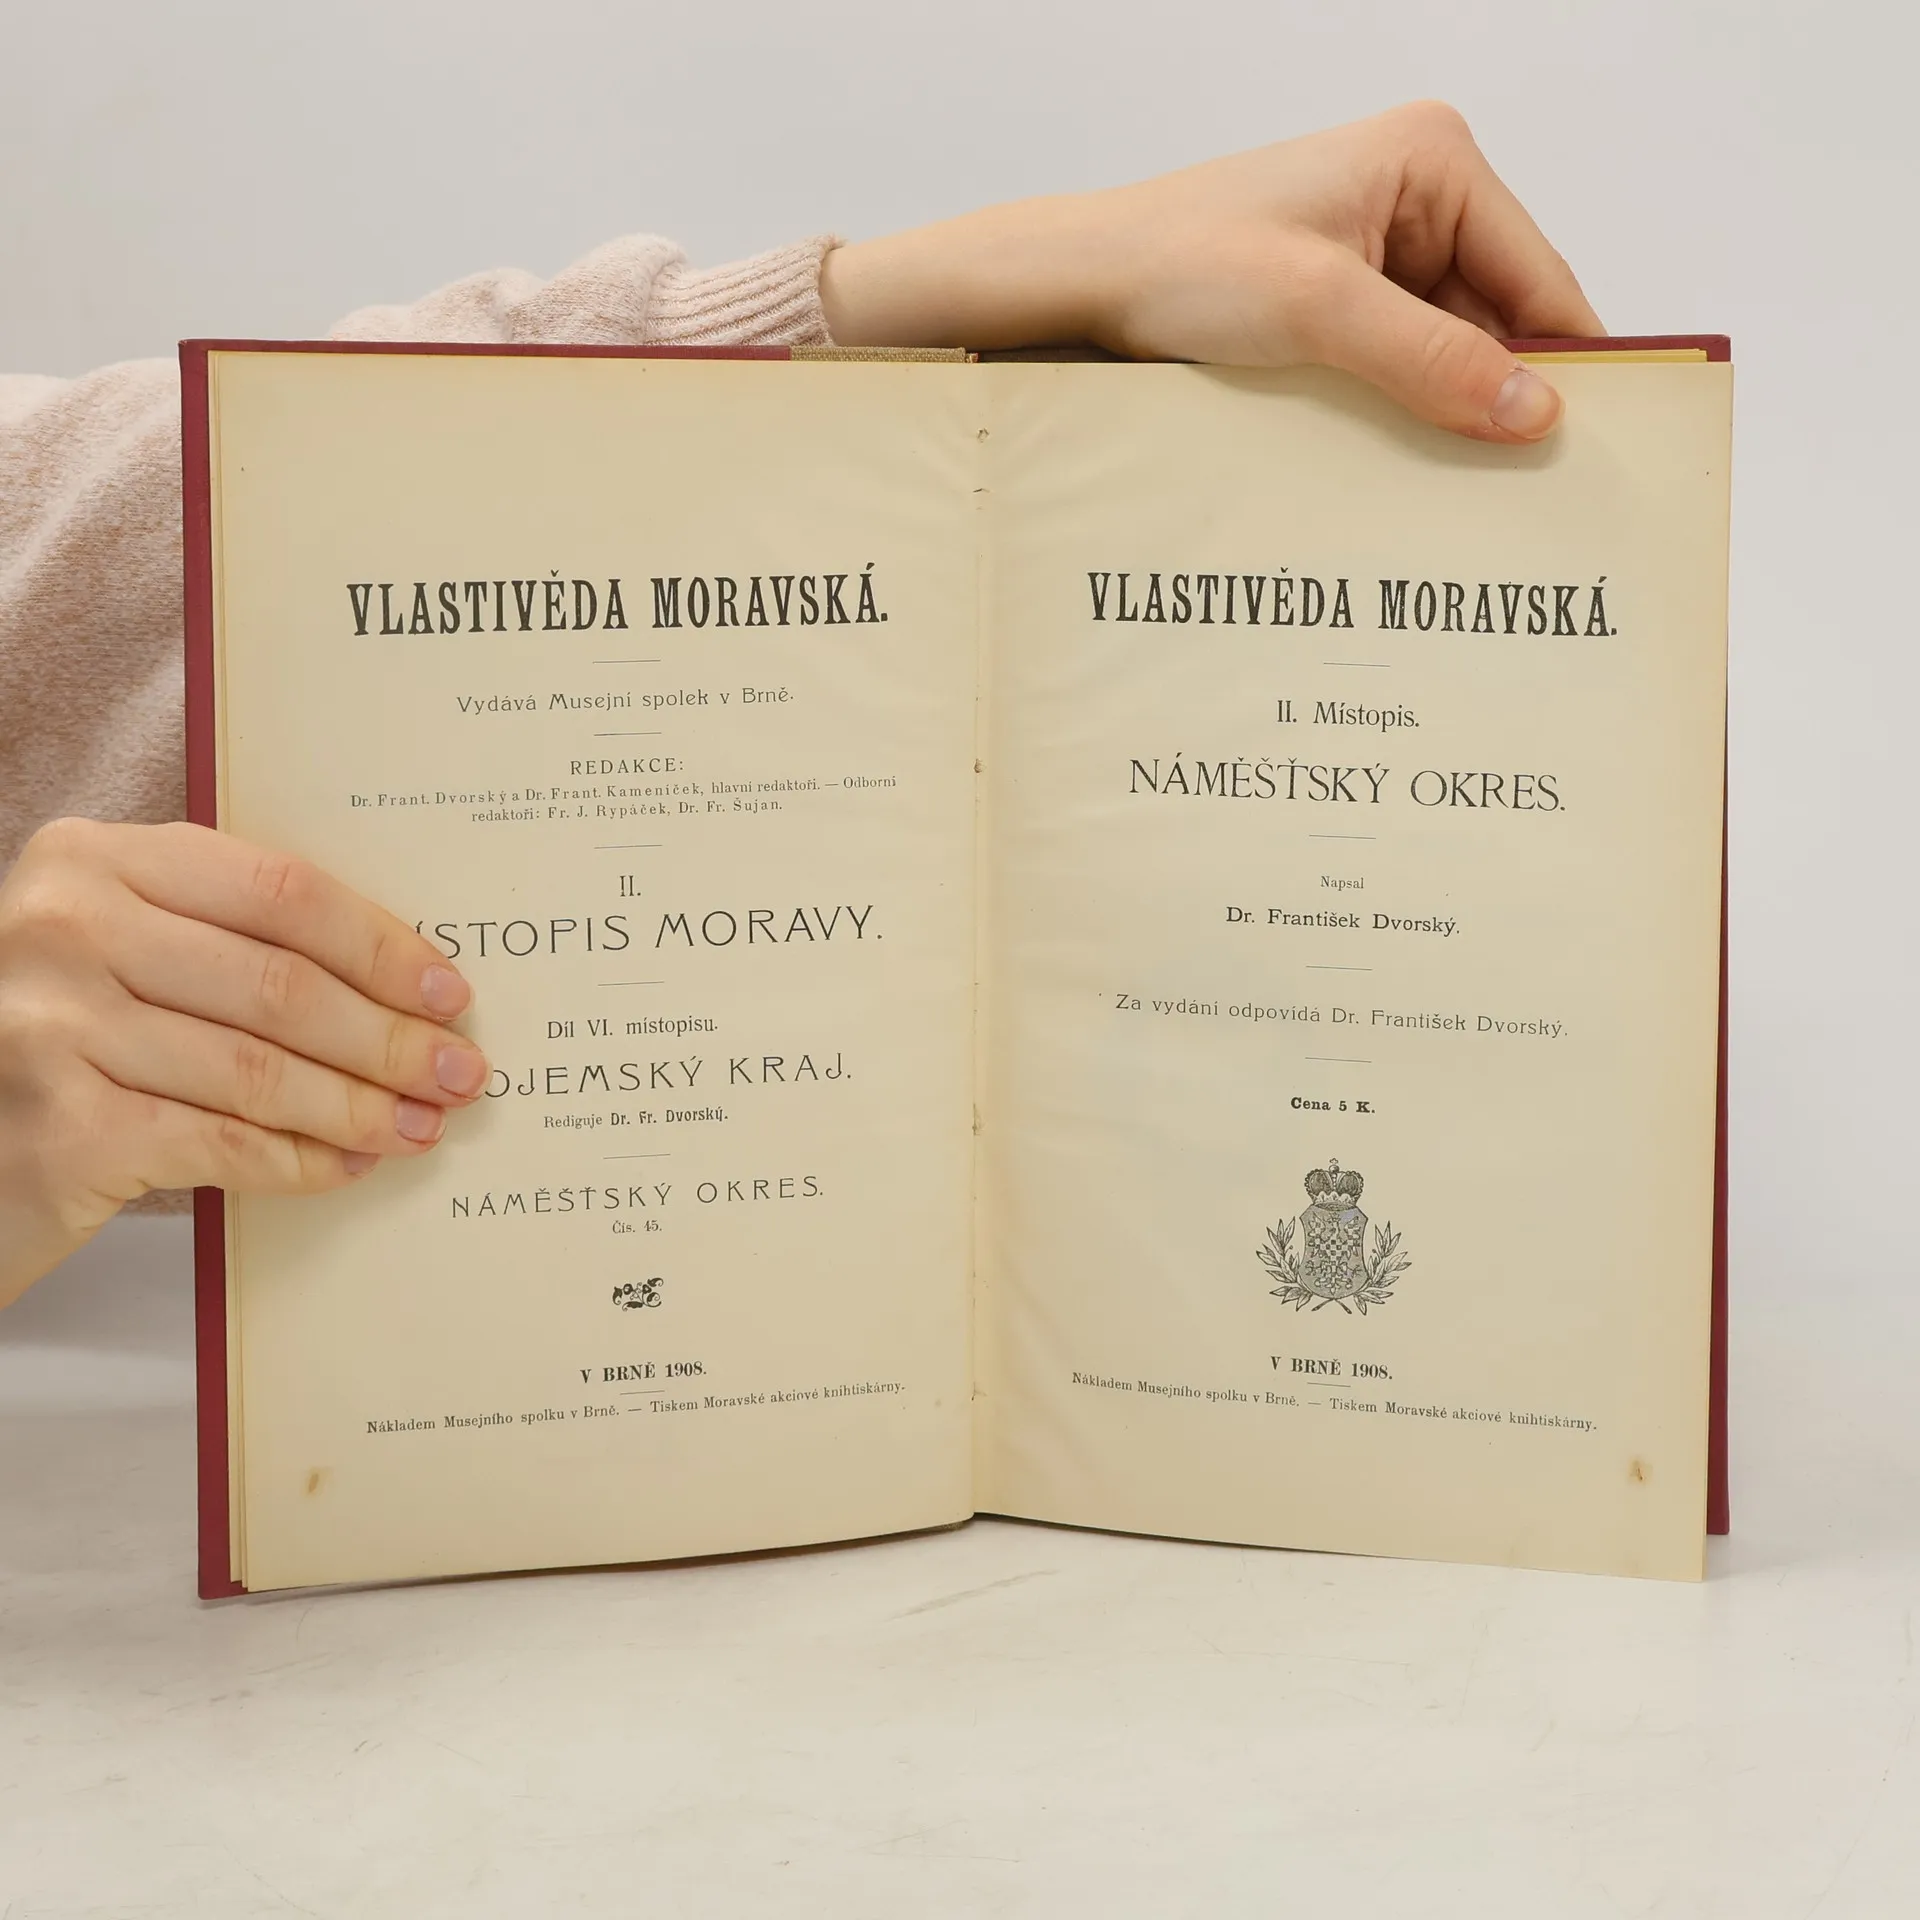 VLASTIVĚDA MORAVSKÁ.
Vydává Musejní spolek v Brně.
REDAKCE:
Dr. Frant. Dvorský a Dr. Frant. Kameníček, hlavní redaktoři. — Odborní
redaktoři: Fr. J. Rypáček, Dr. Fr. Šujan.
II.
MORAVY.
Díl VI. místopisu.
KRAJ.
Rediguje Dr. Fr. Dvorský.
NÁMĚŠŤSKÝ OKRES.
Čís. 45.
V BRNĚ 1908.
Nákladem Musejního spolku v Brně. — Tiskem Moravské akciové knihtiskárny.
VLASTIVĚDA MORAVSKÁ.
II. Místopis.
NÁMĚŠŤSKÝ OKRES.
Napsal
Dr. František Dvorský.
Za vydání odpovídá Dr. František Dvorský.
Cena 5 K.
V BRNĚ 1908.
Nákladem Musejního spolku v Brně. — Tiskem Moravské akciové knihtiskárny.